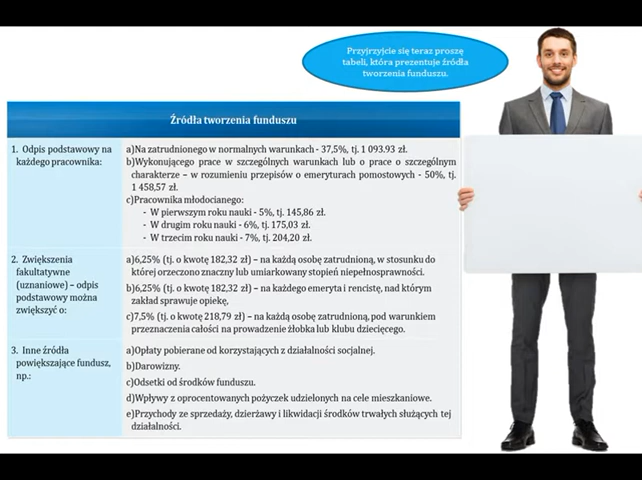 Przyjrzyjcie się teraz proszę
tabeli, która prezentuje źródła
tworzenia funduszu.
Źródła tworzenia funduszu
1. Odpis podstawowy na
każdego pracownika:
a)Na zatrudnionego w normalnych warunkach - 37,5%, tj. 1 093.93 zł.
b)Wykonującego prace w szczególnych warunkach lub o prace o szczególnym
charakterze – w rozumieniu przepisów o emeryturach pomostowych - 50%, tj.
1 458,57 zł.
c)Pracownika młodocianego:
- W pierwszym roku nauki - 5%, 145,86 zł.
- W drugim roku nauki - 6%, 175,03 zł.
- W trzecim roku nauki - 7%, 204,20 zł.
2. Zwiększenia
fakultatywne
(uznaniowe) – odpis
podstawowy można
zwiększyć o:
a)6,25% (tj. o kwotę 182,32 zł) – na każdą osobę zatrudnioną, w stosunku do
której orzeczono znaczny lub umiarkowany stopień niepełnosprawności.
b)6,25% (tj. o kwotę 182,32 zł) – na każdego emeryta i rencistę, nad którym
zakład sprawuje opiekę,
c)7,5% (tj. o kwotę 218,79 zł) – na każdą osobę zatrudnioną, pod warunkiem
przeznaczenia całości na prowadzenie żłobka lub klubu dziecięcego.
3. Inne źródła
powiększające fundusz,
np.:
a)Opłaty pobierane od korzystających z działalności socjalnej.
b)Darowizny.
c)Odsetki od środków funduszu.
d)Wpływy z oprocentowanych pożyczek udzielonych na cele mieszkaniowe.
e)Przychody ze sprzedaży, dzierżawy i likwidacji środków trwałych służących tej
działalności.